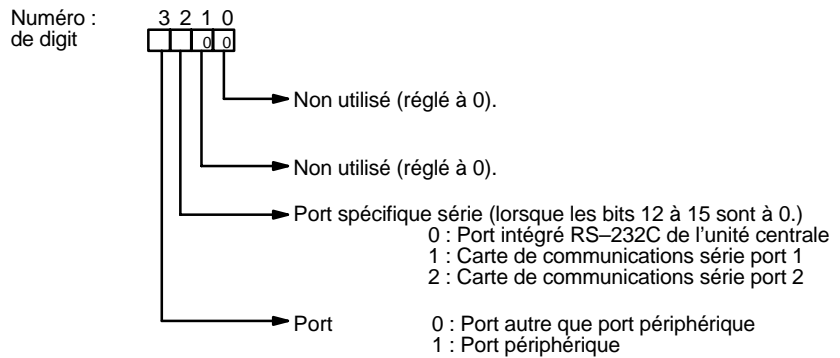 Numéro : 3 2 1 0
de digit 0 0
Non utilisé (réglé à 0).
Non utilisé (réglé à 0).
Port spécifique série (lorsque les bits 12 à 15 sont à 0.)
0 : Port intégré RS–232C de l’unité centrale
1 : Carte de communications série port 1
2 : Carte de communications série port 2
Port 0 : Port autre que port périphérique
1 : Port périphérique